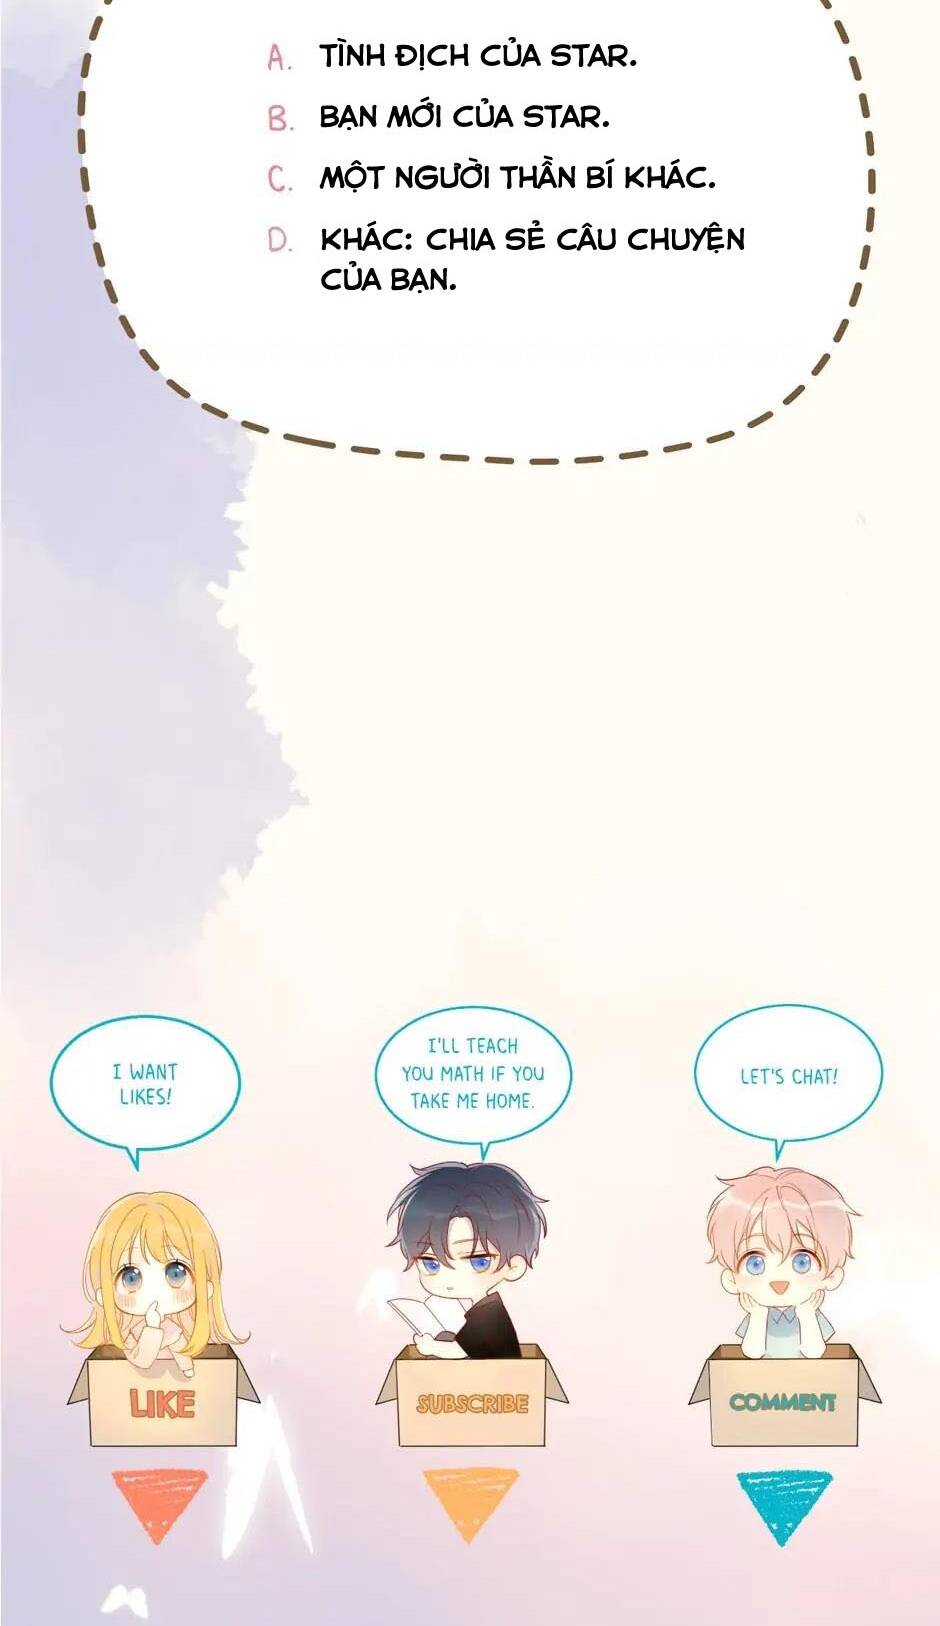 A. TÌNH ĐỊCH CỦA STAR.
B. BẠN MỚI CỦA STAR.
C. MỘT NGƯỜI THẦN BÍ KHÁC.
D. KHÁC: CHIA SẺ CÂU CHUYỆN
CỦA BẠN.
I WANT
LIKES!
I'LL TEACH
YOU MATH IF YOU
TAKE ME HOME.
LET'S CHAT!
LIKE
SUBSCRIBE
COMMENT